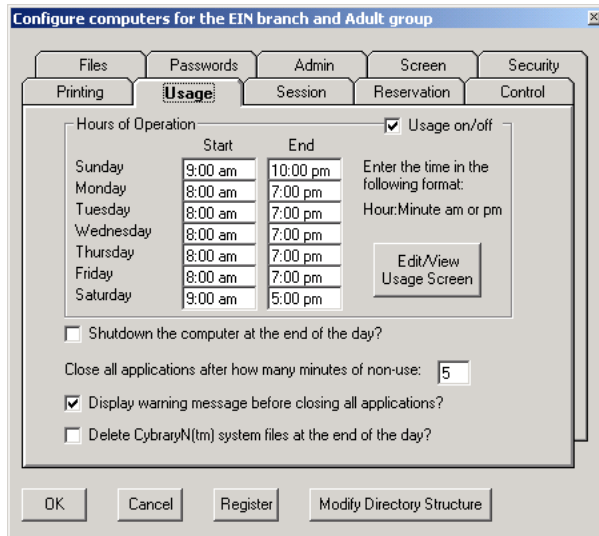 Configure computers for the EIN branch and Adult group
Files Passwords Admin Screen Security
Printing Usage Session Reservation Control
Hours of Operation Usage on/off
Start End
Sunday 9:00 am 10:00 pm
Monday 8:00 am 7:00 pm
Tuesday 8:00 am 7:00 pm
Wednesday 8:00 am 7:00 pm
Thursday 8:00 am 7:00 pm
Friday 8:00 am 7:00 pm
Saturday 9:00 am 5:00 pm
Enter the time in the
following format:
Hour:Minute am or pm
Edit/View
Usage Screen
Shutdown the computer at the end of the day?
Close all applications after how many minutes of non-use: 5
Display warning message before closing all applications?
Delete CybraryN(tm) system files at the end of the day?
OK Cancel Register Modify Directory Structure